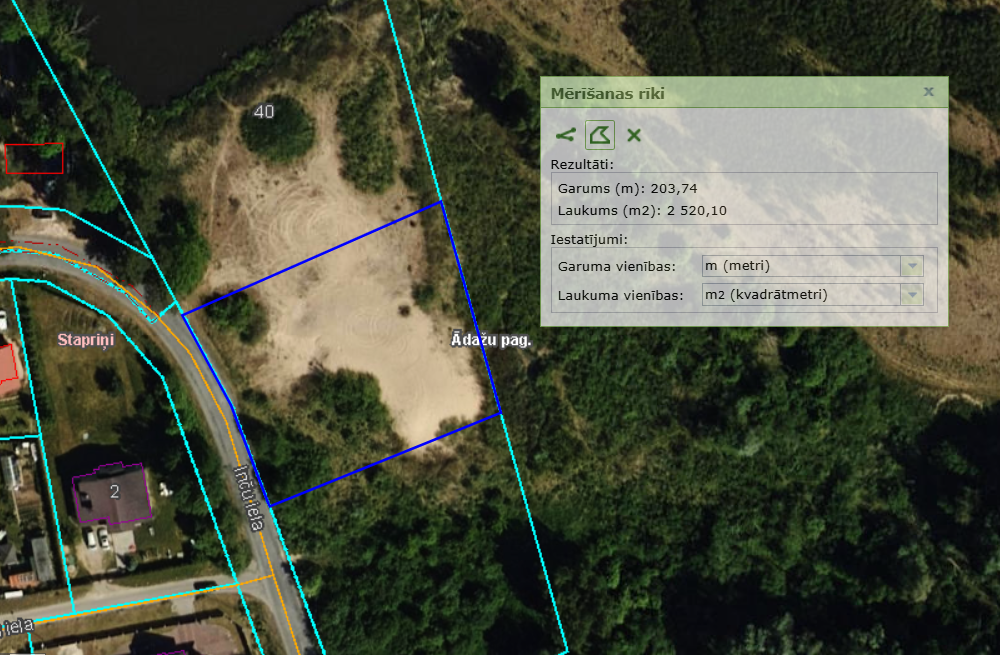 40
Mērīšanas rīki
x
Rezultāti:
Garums (m): 203,74
Laukums (m2): 2 520,10
Iestatījumi:
Garuma vienības: m (metri)
Laukuma vienības: m2 (kvadrātmetri)
Stapriņi
Ādažu pag.
2
Inču iela
iela